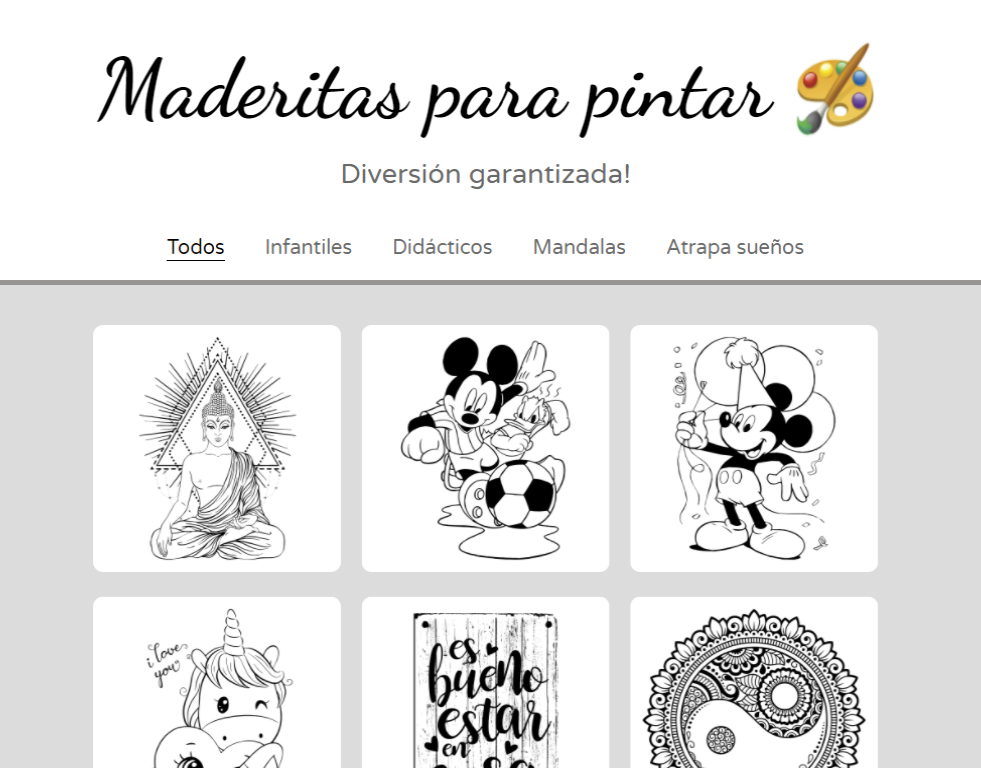 Maderitas para pintar
Diversión garantizada!
Todos Infantiles Didácticos Mandalas Atrapa sueños
i love
you
es
bueno
estar
en